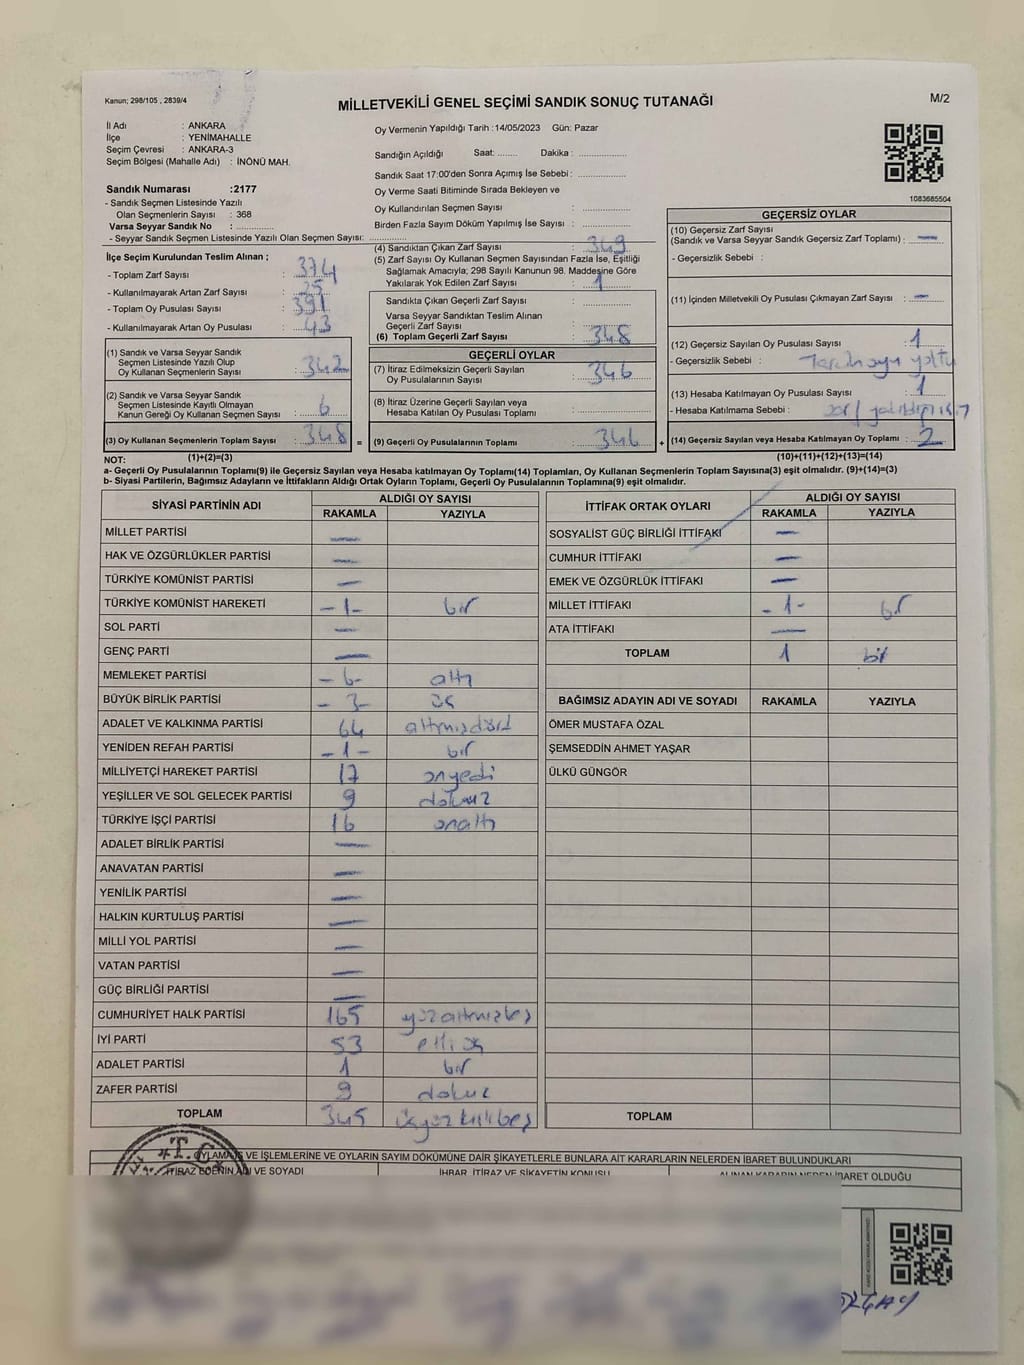 Kanun; 298/105 , 2839/4
MİLLETVEKİLİ GENEL SEÇİMİ SANDIK SONUÇ TUTANAĞI
M/2
İl Adı : ANKARA
İlçe : YENİMAHALLE
Seçim Çevresi : ANKARA-3
Seçim Bölgesi (Mahalle Adı) : İNÖNÜ MAH.
Sandık Numarası :2177
- Sandık Seçmen Listesinde Yazılı
Olan Seçmenlerin Sayısı : 368
Varsa Seyyar Sandık No : ..............
- Seyyar Sandık Seçmen Listesinde Yazılı Olan Seçmen Sayısı: ..............
İlçe Seçim Kurulundan Teslim Alınan ;
- Toplam Zarf Sayısı : 374
- Kullanılmayarak Artan Zarf Sayısı : 25
- Toplam Oy Pusulası Sayısı : 391
- Kullanılmayarak Artan Oy Pusulası : 43
(1) Sandık ve Varsa Seyyar Sandık
Seçmen Listesinde Yazılı Olup
Oy Kullanan Seçmenlerin Sayısı : 342
(2) Sandık ve Varsa Seyyar Sandık
Seçmen Listesinde Kayıtlı Olmayan
Kanun Gereği Oy Kullanan Seçmen Sayısı : 6
(3) Oy Kullanan Seçmenlerin Toplam Sayısı : 348 =
(1)+(2)=(3)
Oy Vermenin Yapıldığı Tarih :14/05/2023 Gün: Pazar
Sandığın Açıldığı Saat: ........ Dakika : ..................
Sandık Saat 17:00'den Sonra Açımış İse Sebebi : ..................
Oy Verme Saati Bitiminde Sırada Bekleyen ve
Oy Kullandırılan Seçmen Sayısı : ..................
Birden Fazla Sayım Döküm Yapılmış İse Sayısı : ..................
(4) Sandıktan Çıkan Zarf Sayısı : 349
(5) Zarf Sayısı Oy Kullanan Seçmen Sayısından Fazla İse, Eşitliği
Sağlamak Amacıyla; 298 Sayılı Kanunun 98. Maddesine Göre
Yakılarak Yok Edilen Zarf Sayısı : 1
Sandıkta Çıkan Geçerli Zarf Sayısı : ..................
Varsa Seyyar Sandıktan Teslim Alınan
Geçerli Zarf Sayısı : ..................
(6) Toplam Geçerli Zarf Sayısı : 348
GEÇERLİ OYLAR
(7) İtiraz Edilmeksizin Geçerli Sayılan
Oy Pusulalarının Sayısı : 346
(8) İtiraz Üzerine Geçerli Sayılan veya
Hesaba Katılan Oy Pusulası Toplamı : ..................
(9) Geçerli Oy Pusulalarının Toplamı : 346 +
1083685504
GEÇERSİZ OYLAR
(10) Geçersiz Zarf Sayısı
(Sandık ve Varsa Seyyar Sandık Geçersiz Zarf Toplamı) : —
- Geçersizlik Sebebi :
(11) İçinden Milletvekili Oy Pusulası Çıkmayan Zarf Sayısı : —
(12) Geçersiz Sayılan Oy Pusulası Sayısı : 1
- Geçersizlik Sebebi : Tercih oyu yoktu
(13) Hesaba Katılmayan Oy Pusulası Sayısı : 1
- Hesaba Katılmama Sebebi : zarf yakıldığı
(14) Geçersiz Sayılan veya Hesaba Katılmayan Oy Toplamı : 2
(10)+(11)+(12)+(13)=(14)
NOT:
a- Geçerli Oy Pusulalarının Toplamı(9) ile Geçersiz Sayılan veya Hesaba katılmayan Oy Toplamı(14) Toplamları, Oy Kullanan Seçmenlerin Toplam Sayısına(3) eşit olmalıdır. (9)+(14)=(3)
b- Siyasi Partilerin, Bağımsız Adayların ve İttifakların Aldığı Ortak Oyların Toplamı, Geçerli Oy Pusulalarının Toplamına(9) eşit olmalıdır.
SİYASİ PARTİNİN ADI ALDIĞI OY SAYISI
RAKAMLA YAZIYLA
MİLLET PARTİSİ —
HAK VE ÖZGÜRLÜKLER PARTİSİ —
TÜRKİYE KOMÜNİST PARTİSİ —
TÜRKİYE KOMÜNİST HAREKETİ -1- bir
SOL PARTİ —
GENÇ PARTİ —
MEMLEKET PARTİSİ -6- altı
BÜYÜK BİRLİK PARTİSİ -3- üç
ADALET VE KALKINMA PARTİSİ 64 altmışdört
YENİDEN REFAH PARTİSİ -1- bir
MİLLİYETÇİ HAREKET PARTİSİ 17 onyedi
YEŞİLLER VE SOL GELECEK PARTİSİ 9 dokuz
TÜRKİYE İŞÇİ PARTİSİ 16 onaltı
ADALET BİRLİK PARTİSİ —
ANAVATAN PARTİSİ —
YENİLİK PARTİSİ —
HALKIN KURTULUŞ PARTİSİ —
MİLLİ YOL PARTİSİ —
VATAN PARTİSİ —
GÜÇ BİRLİĞİ PARTİSİ —
CUMHURİYET HALK PARTİSİ 165 yüzaltmışbeş
İYİ PARTİ 53 elli üç
ADALET PARTİSİ 1 bir
ZAFER PARTİSİ 9 dokuz
TOPLAM 345 üçyüz kırk beş
İTTİFAK ORTAK OYLARI ALDIĞI OY SAYISI
RAKAMLA YAZIYLA
SOSYALİST GÜÇ BİRLİĞİ İTTİFAKI —
CUMHUR İTTİFAKI —
EMEK VE ÖZGÜRLÜK İTTİFAKI —
MİLLET İTTİFAKI -1- bir
ATA İTTİFAKI —
TOPLAM 1 bir
BAĞIMSIZ ADAYIN ADI VE SOYADI RAKAMLA YAZIYLA
ÖMER MUSTAFA ÖZAL
ŞEMSEDDİN AHMET YAŞAR
ÜLKÜ GÜNGÖR
TOPLAM
T.C.
OYLAMA İŞ VE İŞLEMLERİNE VE OYLARIN SAYIM DÖKÜMÜNE DAİR ŞİKAYETLERLE BUNLARA AİT KARARLARIN NELERDEN İBARET BULUNDUKLARI
İTİRAZ EDENİN ADI VE SOYADI İHBAR, İTİRAZ VE ŞİKAYETİN KONUSU ALINAN KARARIN NEDEN İBARET OLDUĞU